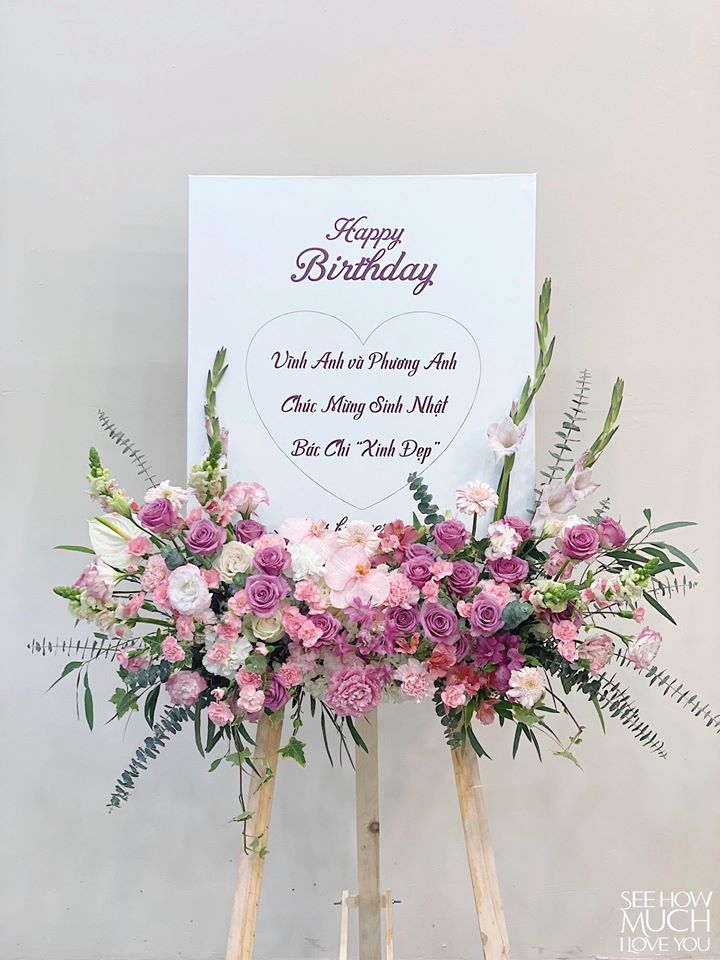 Happy
Birthday
Vĩnh Anh và Phương Anh
Chúc Mừng Sinh Nhật
Bác Chi "Xinh Đẹp"
SEE HOW
MUCH
I LOVE YOU